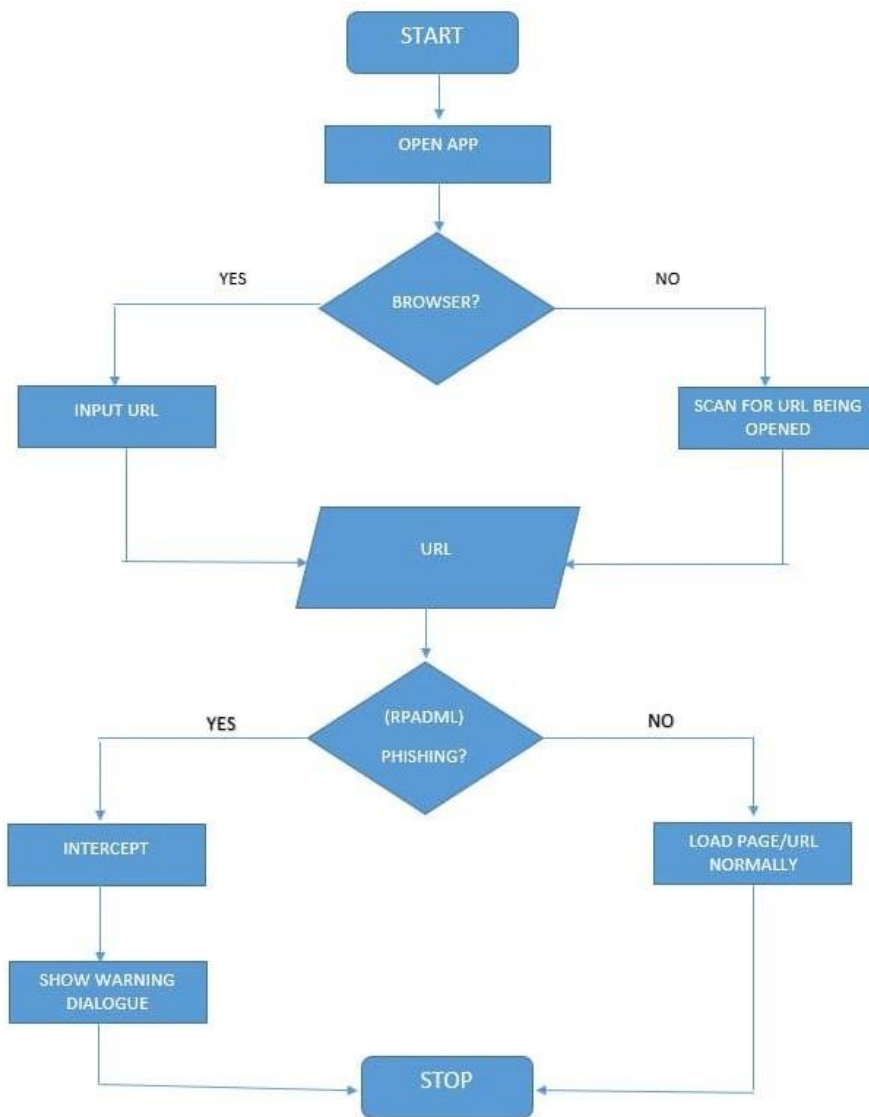 START
OPEN APP
YES
NO
BROWSER?
INPUT URL
SCAN FOR URL BEING
OPENED
URL
YES
(RPADML)
NO
PHISHING?
INTERCEPT
LOAD PAGE/URL
NORMALLY
SHOW WARNING
DIALOGUE
STOP